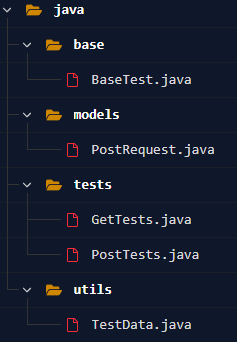 java
base
BaseTest.java
models
PostRequest.java
tests
GetTests.java
PostTests.java
utils
TestData.java